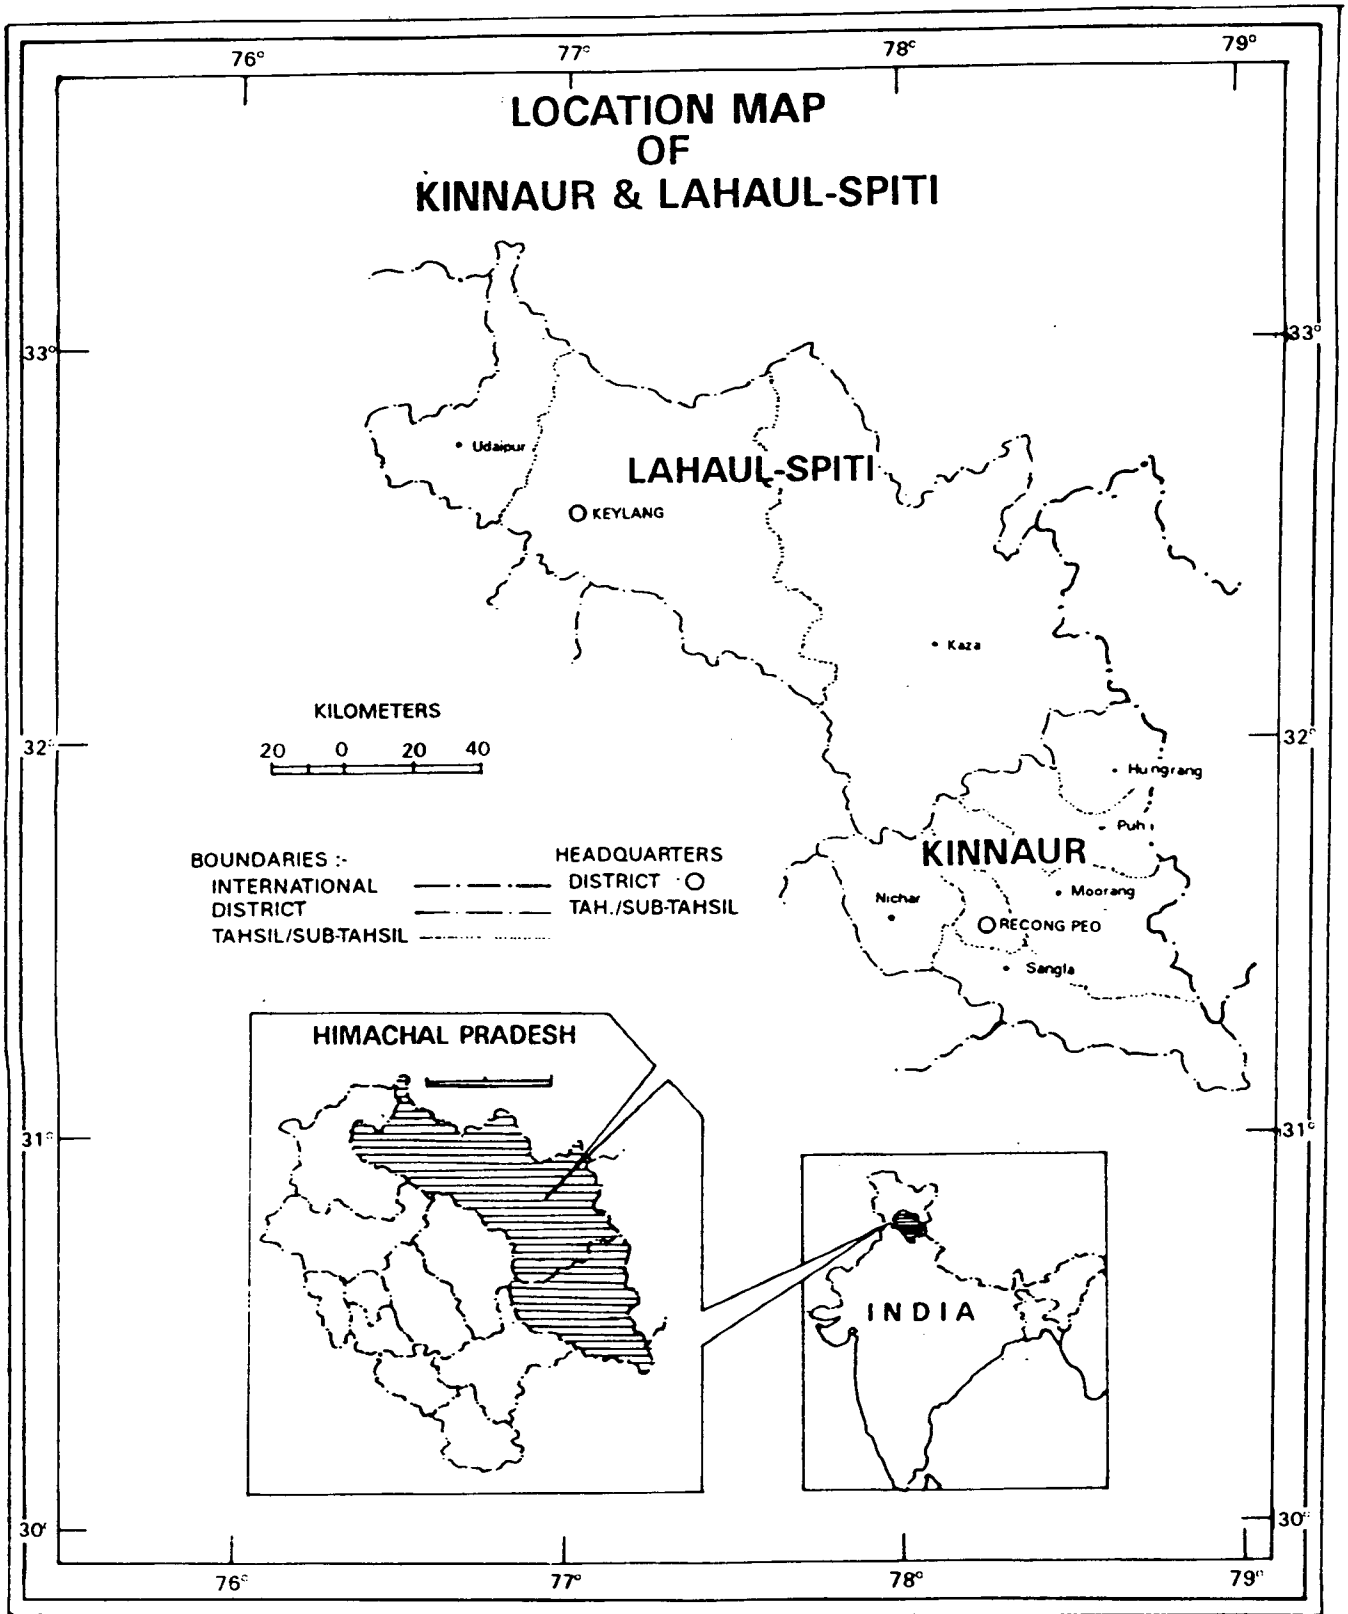 76° 77° 78° 79°
LOCATION MAP
OF
KINNAUR & LAHAUL-SPITI
33° 33°
Udaipur
LAHAUL-SPITI
KEYLANG
Kaza
KILOMETERS
20 0 20 40
32° 32°
Hungrang
Puh
KINNAUR
BOUNDARIES :-
INTERNATIONAL
DISTRICT
TAHSIL/SUB-TAHSIL
HEADQUARTERS
DISTRICT
TAH./SUB-TAHSIL
Moorang
Nichar
RECONG PEO
Sangla
HIMACHAL PRADESH
31° 31°
INDIA
30° 30°
76° 77° 78° 79°